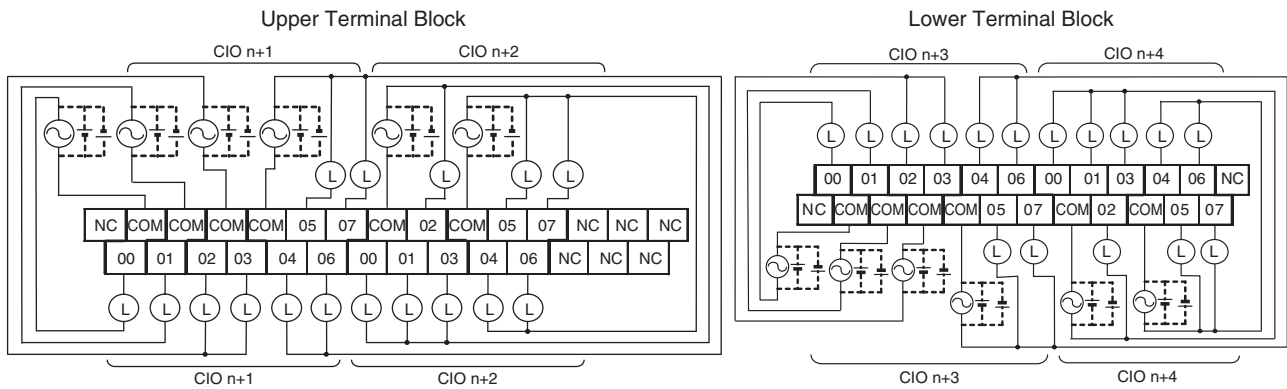 Upper Terminal Block
Lower Terminal Block
CIO n+1 CIO n+2
CIO n+3 CIO n+4
L L L L L
NC COM COM COM COM 05 07 COM 02 COM 05 07 NC NC NC
00 01 02 03 04 06 00 01 03 04 06 NC NC NC
L L L L L L L L L L L
CIO n+1 CIO n+2
L L L L L L L L L L L
00 01 02 03 04 06 00 01 03 04 06 NC
NC COM COM COM COM 05 07 COM 02 COM 05 07
L L L L L
CIO n+3 CIO n+4